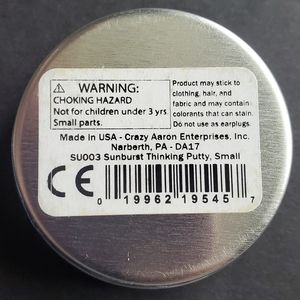 WARNING:
CHOKING HAZARD
Not for children under 3 yrs.
Small parts.
Product may stick to
clothing, hair, and
fabric and may contain
colorants that can stain.
Do not use as earplugs.
Made in USA - Crazy Aaron Enterprises, Inc.
Narberth, PA - DA17
SU003 Sunburst Thinking Putty, Small
CE
0 19962 19545 7